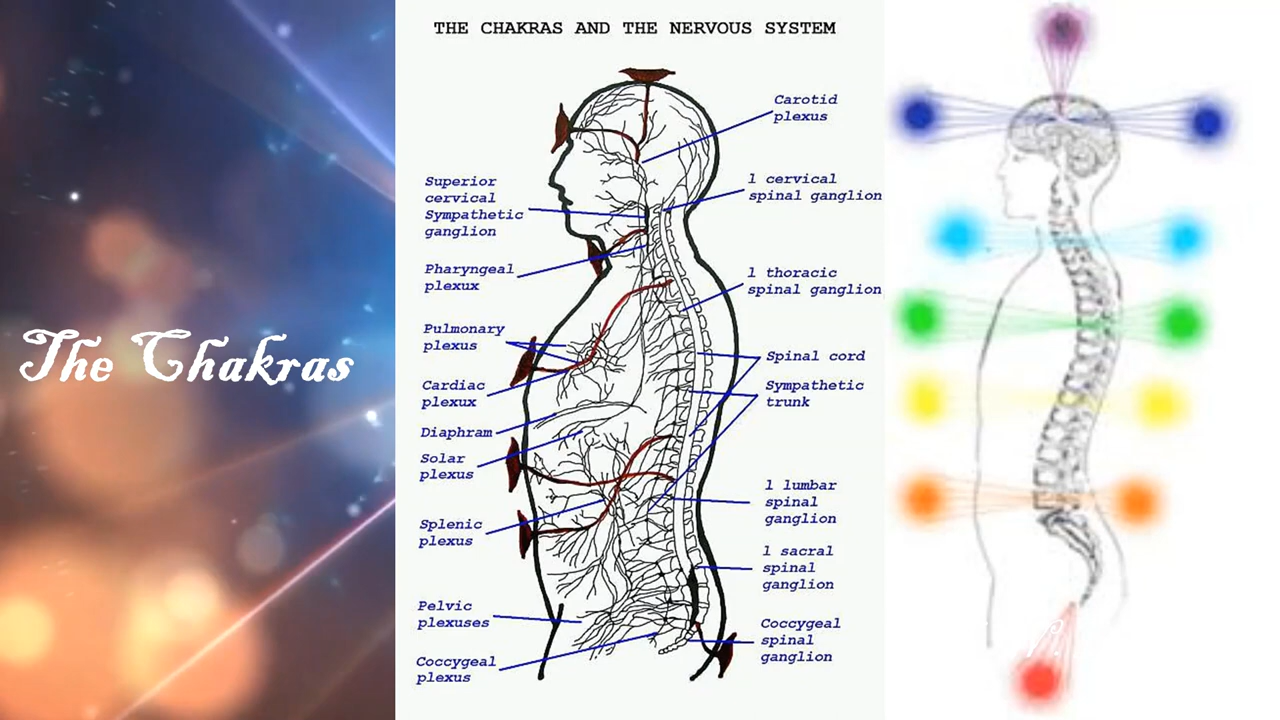 The Chakras
THE CHAKRAS AND THE NERVOUS SYSTEM
Carotid
plexus
Superior
cervical
Sympathetic
ganglion
1 cervical
spinal ganglion
Pharyngeal
plexux
1 thoracic
spinal ganglion
Pulmonary
plexus
Spinal cord
Cardiac
plexux
Sympathetic
trunk
Diaphram
Solar
plexus
1 lumbar
spinal
ganglion
Splenic
plexus
1 sacral
spinal
ganglion
Pelvic
plexuses
Coccygeal
spinal
ganglion
Coccygeal
plexus